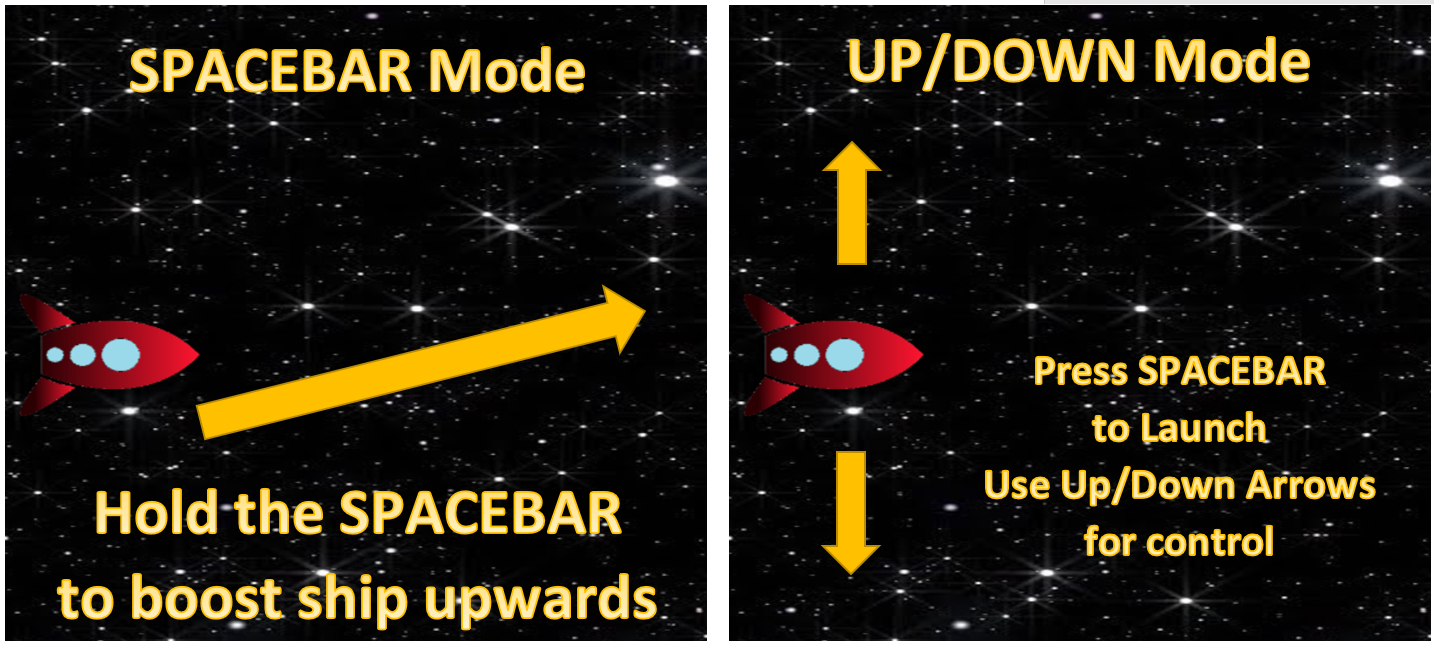 SPACEBAR Mode
Hold the SPACEBAR
to boost ship upwards
UP/DOWN Mode
Press SPACEBAR
to Launch
Use Up/Down Arrows
for control